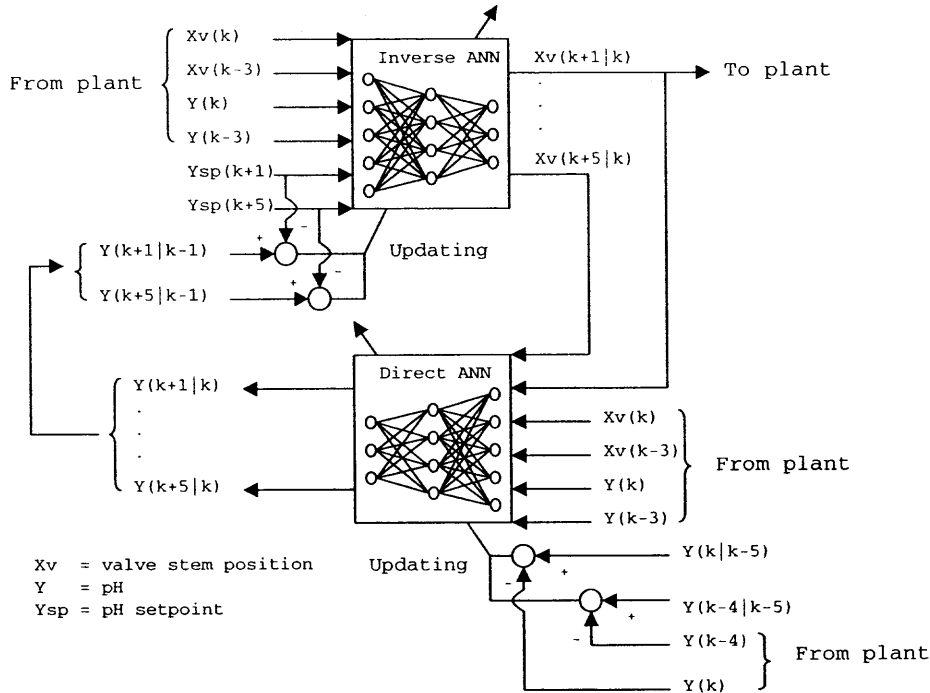 Xv(k)
Inverse ANN
Xv(k+1|k)
From plant
Xv(k-3)
To plant
Y(k)
.
.
.
Y(k-3)
Ysp(k+1)
Xv(k+5|k)
Ysp(k+5)
-
+
Y(k+1|k-1)
Updating
-
+
Y(k+5|k-1)
Direct ANN
Y(k+1|k)
.
.
.
Y(k+5|k)
Xv(k)
Xv(k-3)
From plant
Y(k)
Y(k-3)
Xv = valve stem position
Y = pH
Ysp = pH setpoint
Updating
Y(k|k-5)
+
-
Y(k-4|k-5)
+
-
Y(k-4)
From plant
Y(k)